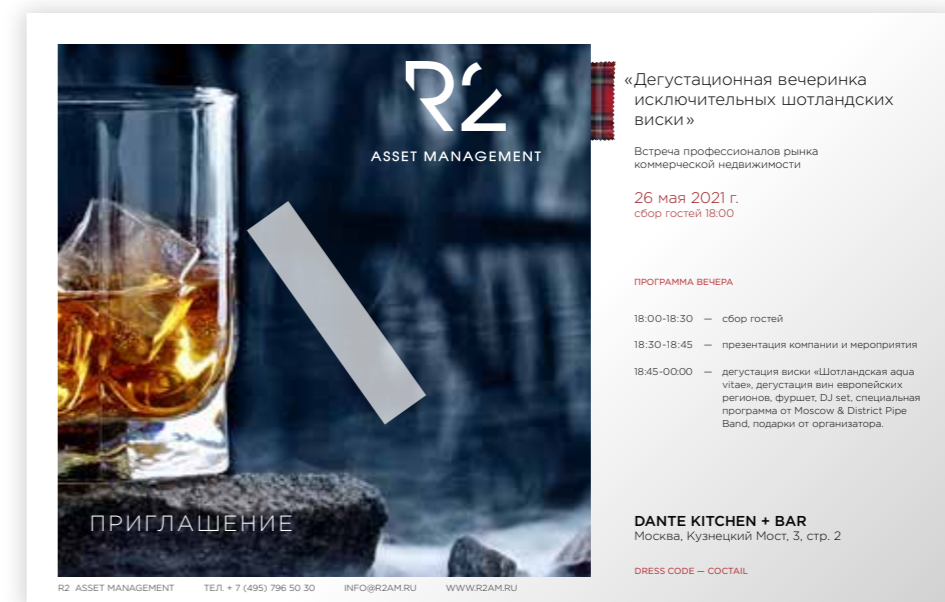 R2
ASSET MANAGEMENT
ПРИГЛАШЕНИЕ
«Дегустационная вечеринка
исключительных шотландских
виски»
Встреча профессионалов рынка
коммерческой недвижимости
26 мая 2021 г.
сбор гостей 18:00
ПРОГРАММА ВЕЧЕРА
18:00-18:30 — сбор гостей
18:30-18:45 — презентация компании и мероприятия
18:45-00:00 — дегустация виски «Шотландская aqua
vitae», дегустация вин европейских
регионов, фуршет, DJ set, специальная
программа от Moscow & District Pipe
Band, подарки от организатора.
DANTE KITCHEN + BAR
Москва, Кузнецкий Мост, 3, стр. 2
DRESS CODE — COCTAIL
R2 ASSET MANAGEMENT ТЕЛ. + 7 (495) 796 50 30 INFO@R2AM.RU WWW.R2AM.RU